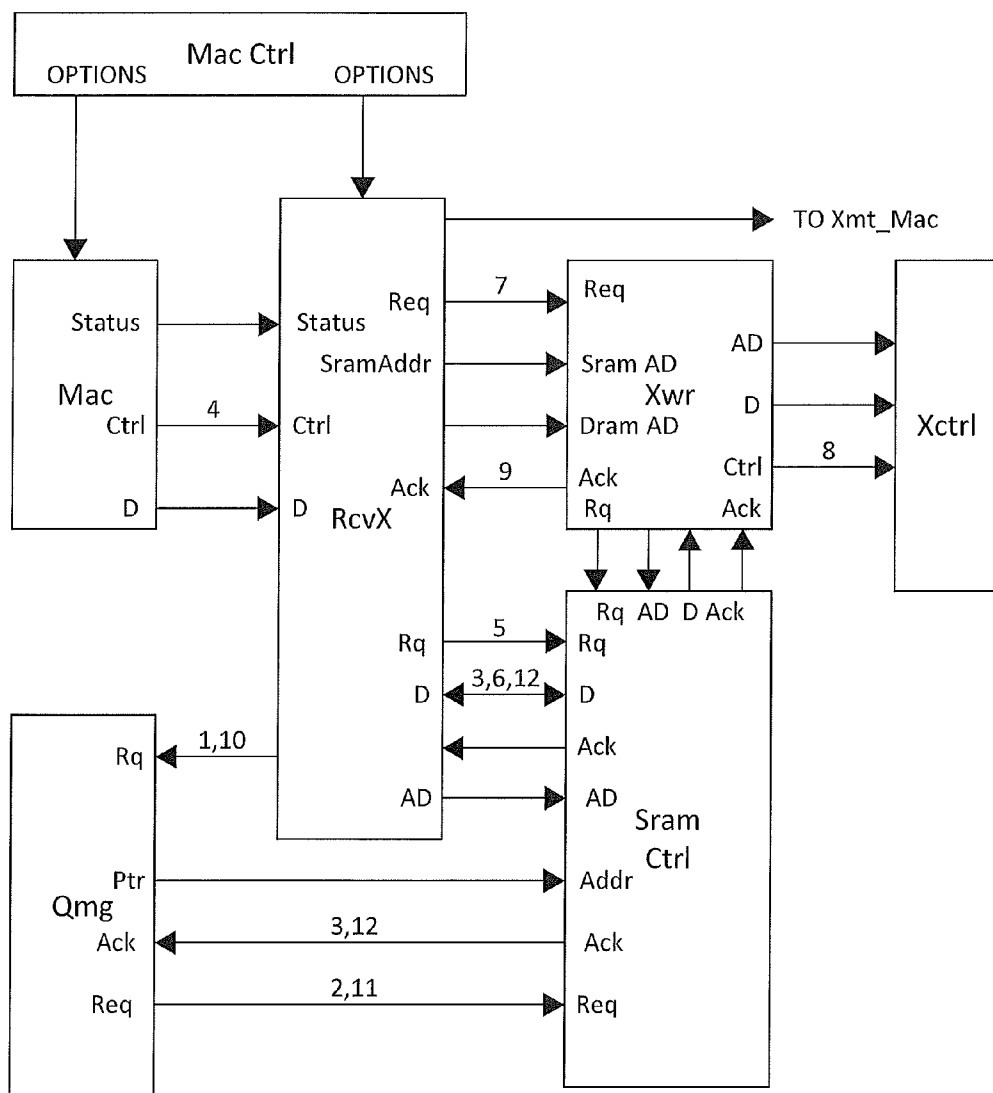 Mac Ctrl
OPTIONS OPTIONS
TO Xmt_Mac
Mac
Status
Ctrl
D
4
RcvX
Status
Ctrl
D
Req
SramAddr
Ack
Rq
D
AD
7
9
5
3,6,12
Xwr
Req
Sram AD
Dram AD
Ack
Rq
AD
D
Ctrl
Ack
8
Xctrl
Sram
Ctrl
Rq AD D Ack
Rq
D
Ack
AD
Addr
Ack
Req
Qmg
Rq
Ptr
Ack
Req
1,10
3,12
2,11